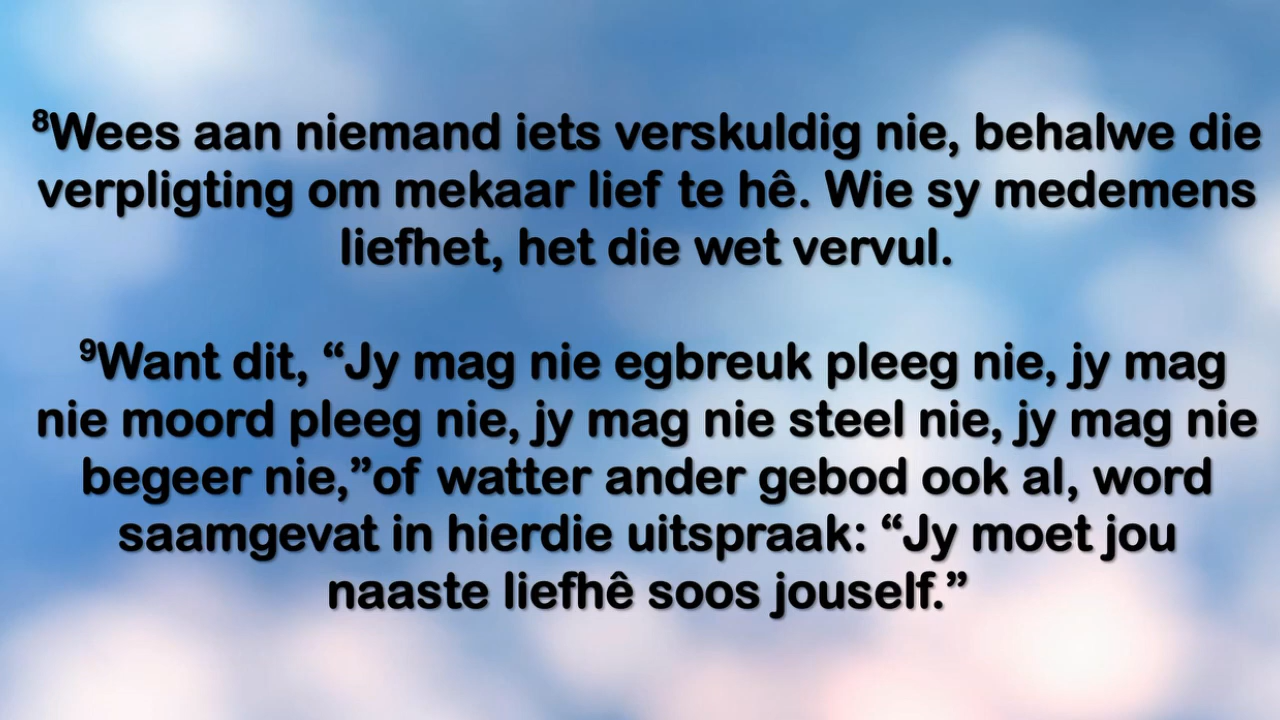 ⁸Wees aan niemand iets verskuldig nie, behalwe die
verpligting om mekaar lief te hê. Wie sy medemens
liefhet, het die wet vervul.
⁹Want dit, “Jy mag nie egbreuk pleeg nie, jy mag
nie moord pleeg nie, jy mag nie steel nie, jy mag nie
begeer nie,”of watter ander gebod ook al, word
saamgevat in hierdie uitspraak: “Jy moet jou
naaste liefhê soos jouself.”